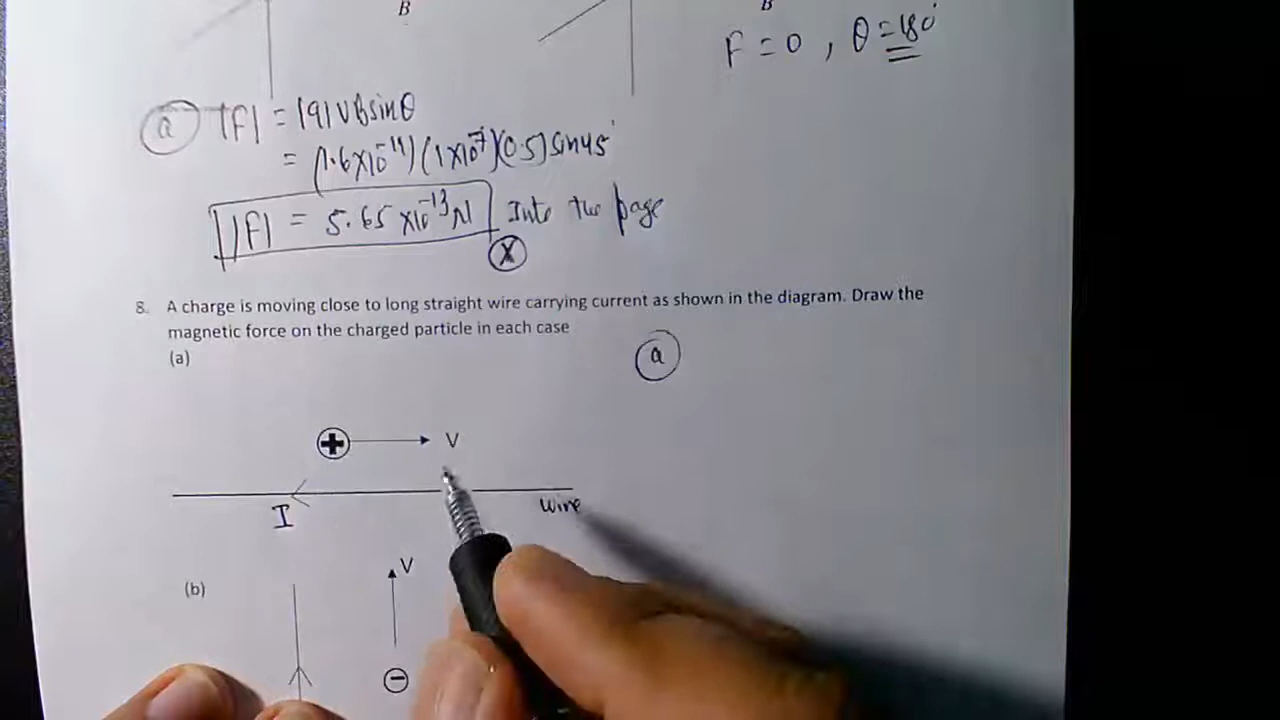 B
B
F = 0 , θ = 180°
(a) |F| = |q| v B sinθ
= (1.6×10⁻¹⁹)(1×10⁷)(0.5) sin45°
|F| = 5.65 ×10⁻¹³ N Into the page
X
8. A charge is moving close to long straight wire carrying current as shown in the diagram. Draw the
magnetic force on the charged particle in each case
(a)
a
+ V
I
wire
V
(b)
−